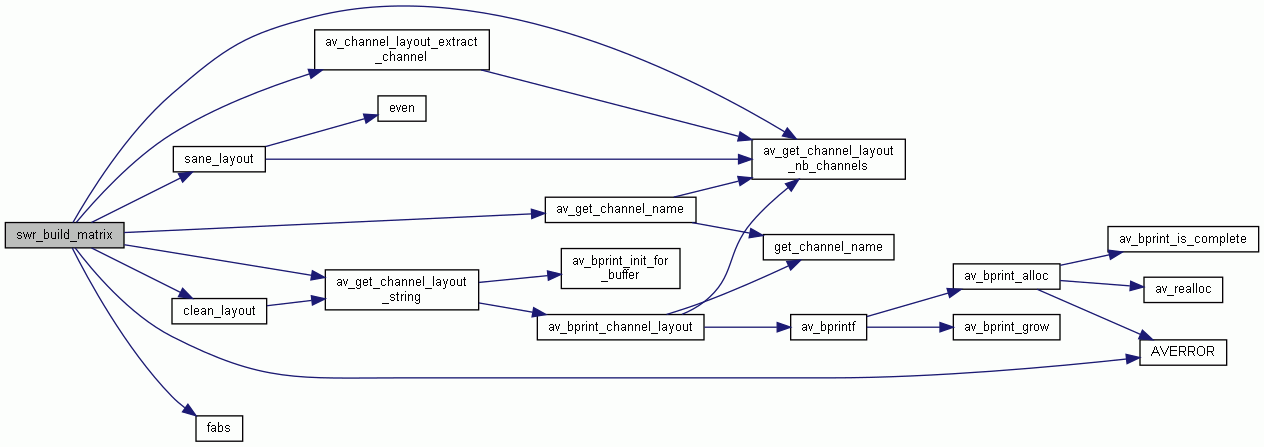 av_channel_layout_extract
_channel
even
sane_layout
av_get_channel_layout
_nb_channels
av_get_channel_name
swr_build_matrix
get_channel_name
av_bprint_is_complete
av_bprint_init_for
_buffer
av_bprint_alloc
av_get_channel_layout
_string
av_realloc
clean_layout
av_bprint_channel_layout
av_bprintf
av_bprint_grow
AVERROR
fabs